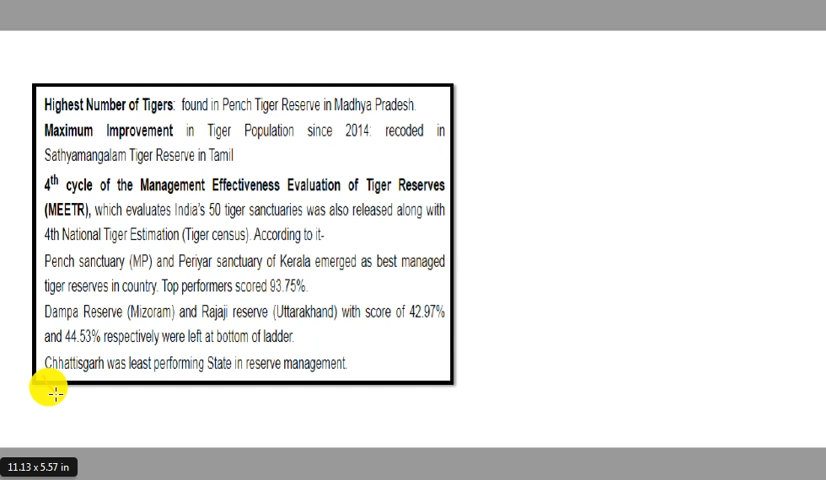 Highest Number of Tigers: found in Pench Tiger Reserve in Madhya Pradesh.
Maximum Improvement in Tiger Population since 2014: recoded in
Sathyamangalam Tiger Reserve in Tamil
4th cycle of the Management Effectiveness Evaluation of Tiger Reserves
(MEETR), which evaluates India's 50 tiger sanctuaries was also released along with
4th National Tiger Estimation (Tiger census). According to it-
Pench sanctuary (MP) and Periyar sanctuary of Kerala emerged as best managed
tiger reserves in country. Top performers scored 93.75%.
Dampa Reserve (Mizoram) and Rajaji reserve (Uttarakhand) with score of 42.97%
and 44.53% respectively were left at bottom of ladder.
Chhattisgarh was least performing State in reserve management.
11.13 x 5.57 in